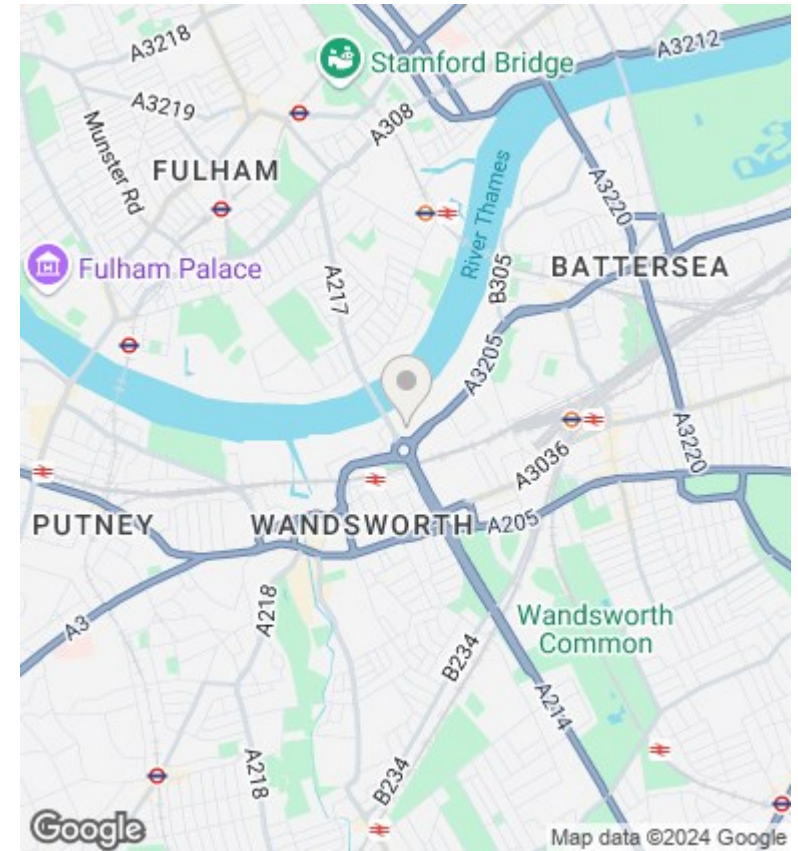 A3218
Stamford Bridge
A3212
A3219
A308
Munster Rd
FULHAM
A3220
River Thames
Fulham Palace
A217
B305
BATTERSEA
A3205
A3036
A3220
PUTNEY
WANDSWORTH
A205
A218
Wandsworth
Common
A3
B234
A214
A218
B234
Google
Map data ©2024 Google